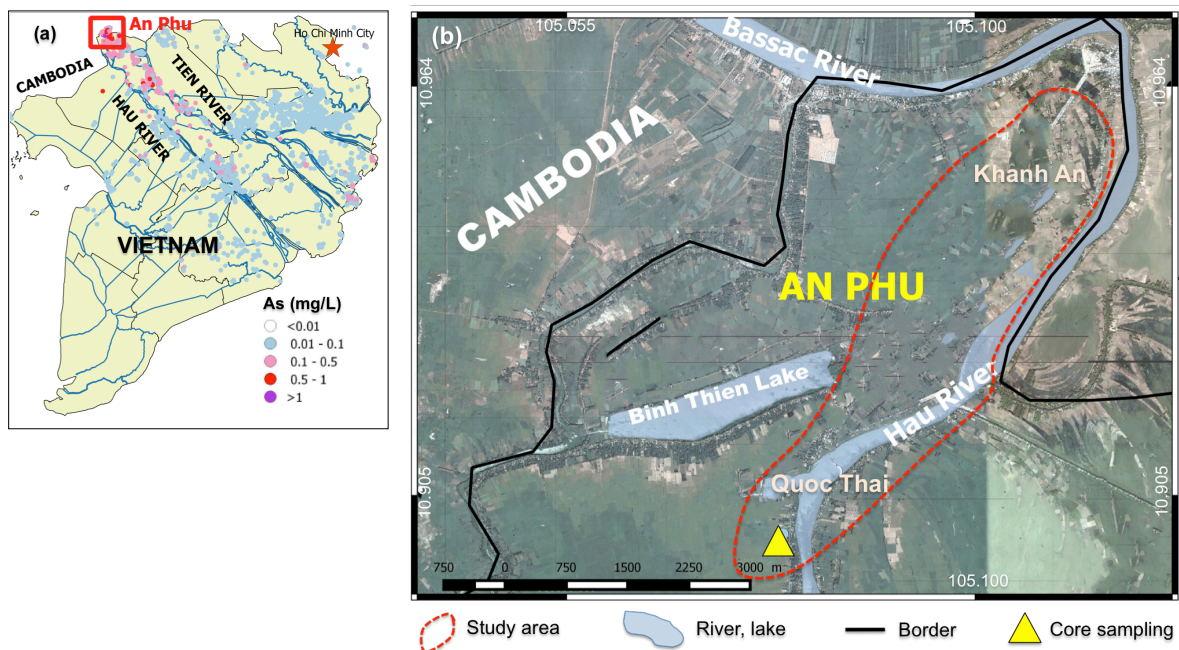 (a)
An Phu
Ho Chi Minh City
CAMBODIA
TIEN RIVER
HAU RIVER
VIETNAM
As (mg/L)
<0.01
0.01 - 0.1
0.1 - 0.5
0.5 - 1
>1
(b)
105.055
105.100
Bassac River
10.964
10.964
CAMBODIA
Khanh An
AN PHU
Binh Thien Lake
Hau River
Quoc Thai
10.905
10.905
750 0 750 1500 2250 3000 m
105.100
Study area
River, lake
Border
Core sampling